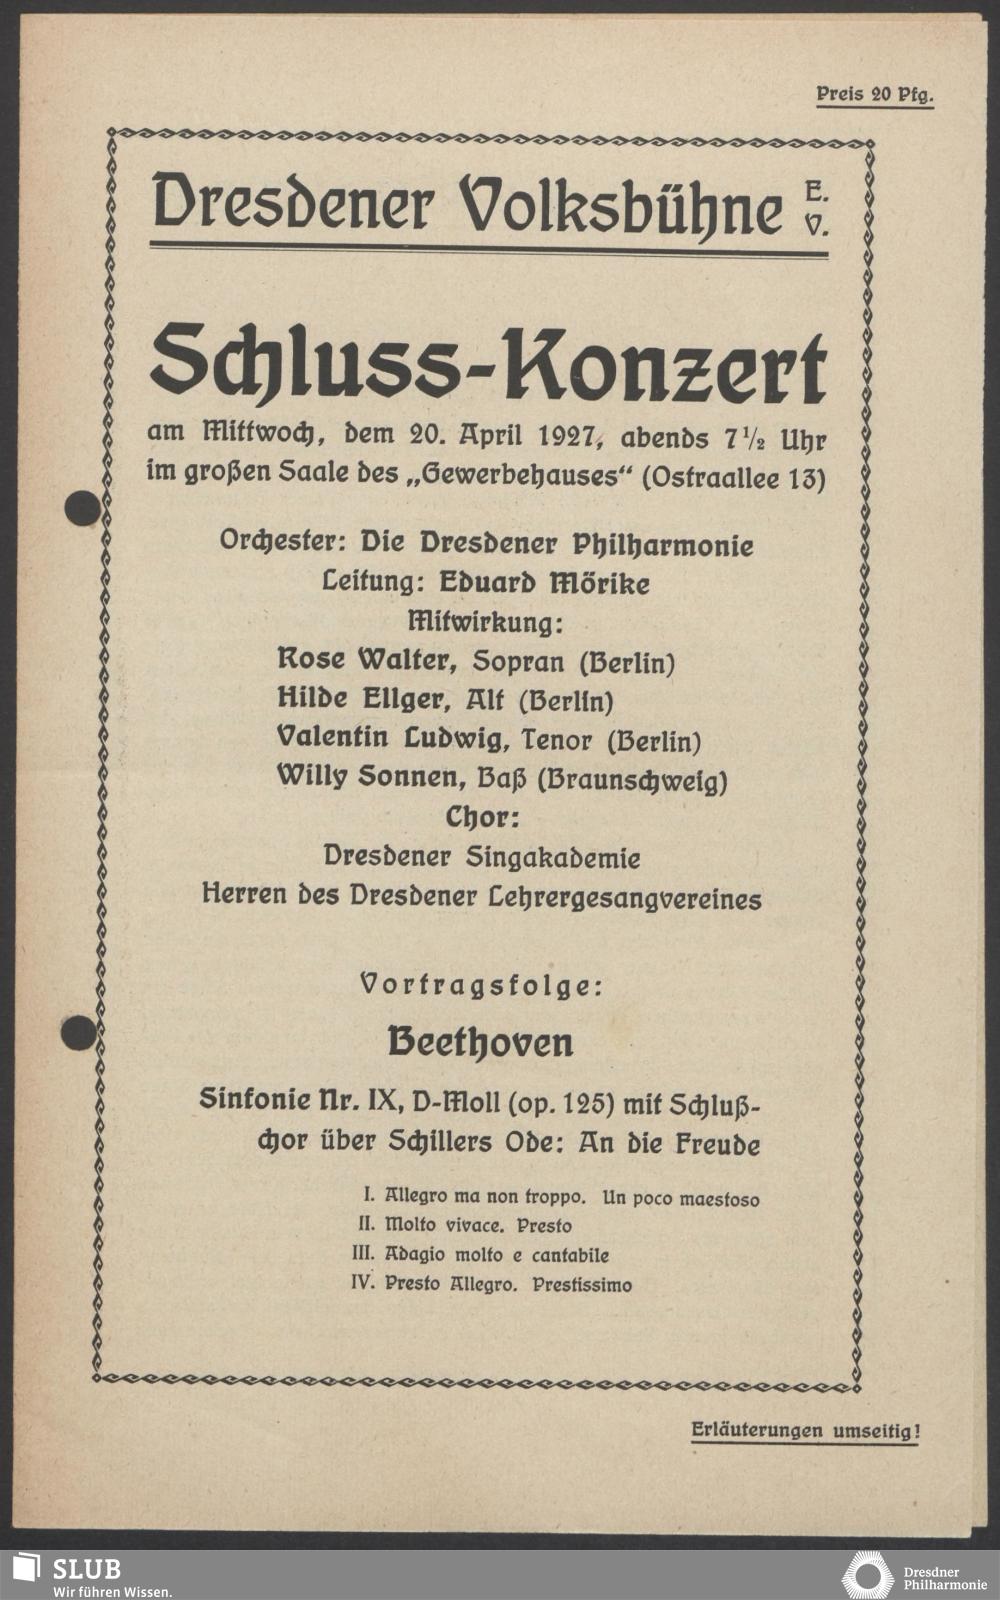 Preis 20 Pfg.
Dresdener Volksbühne E. V.
Schluss-Konzert
am Mittwoch, dem 20. April 1927, abends 7 1/2 Uhr
im großen Saale des „Gewerbehauses“ (Ostraallee 13)
Orchester: Die Dresdener Philharmonie
Leitung: Eduard Mörike
Mitwirkung:
Rose Walter, Sopran (Berlin)
Hilde Ellger, Alt (Berlin)
Valentin Ludwig, Tenor (Berlin)
Willy Sonnen, Baß (Braunschweig)
Chor:
Dresdener Singakademie
Herren des Dresdener Lehrergesangvereines
Vortragsfolge:
Beethoven
Sinfonie Nr. IX, D-Moll (op. 125) mit Schluß-
chor über Schillers Ode: An die Freude
I. Allegro ma non troppo. Un poco maestoso
II. Molto vivace. Presto
III. Adagio molto e cantabile
IV. Presto Allegro. Prestissimo
Erläuterungen umseitig!
SLUB
Wir führen Wissen.
Dresdner
Philharmonie